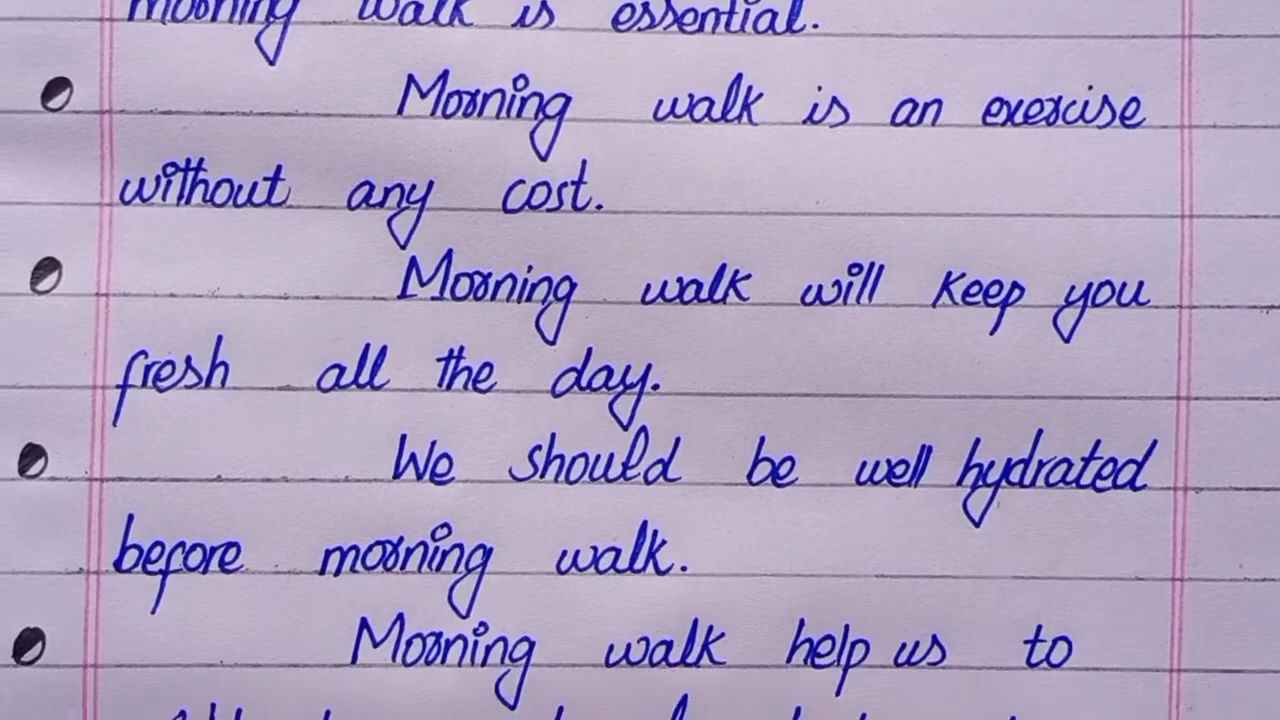 morning walk is essential.
Morning walk is an exercise
without any cost.
Morning walk will keep you
fresh all the day.
We should be well hydrated
before morning walk.
Morning walk help us to